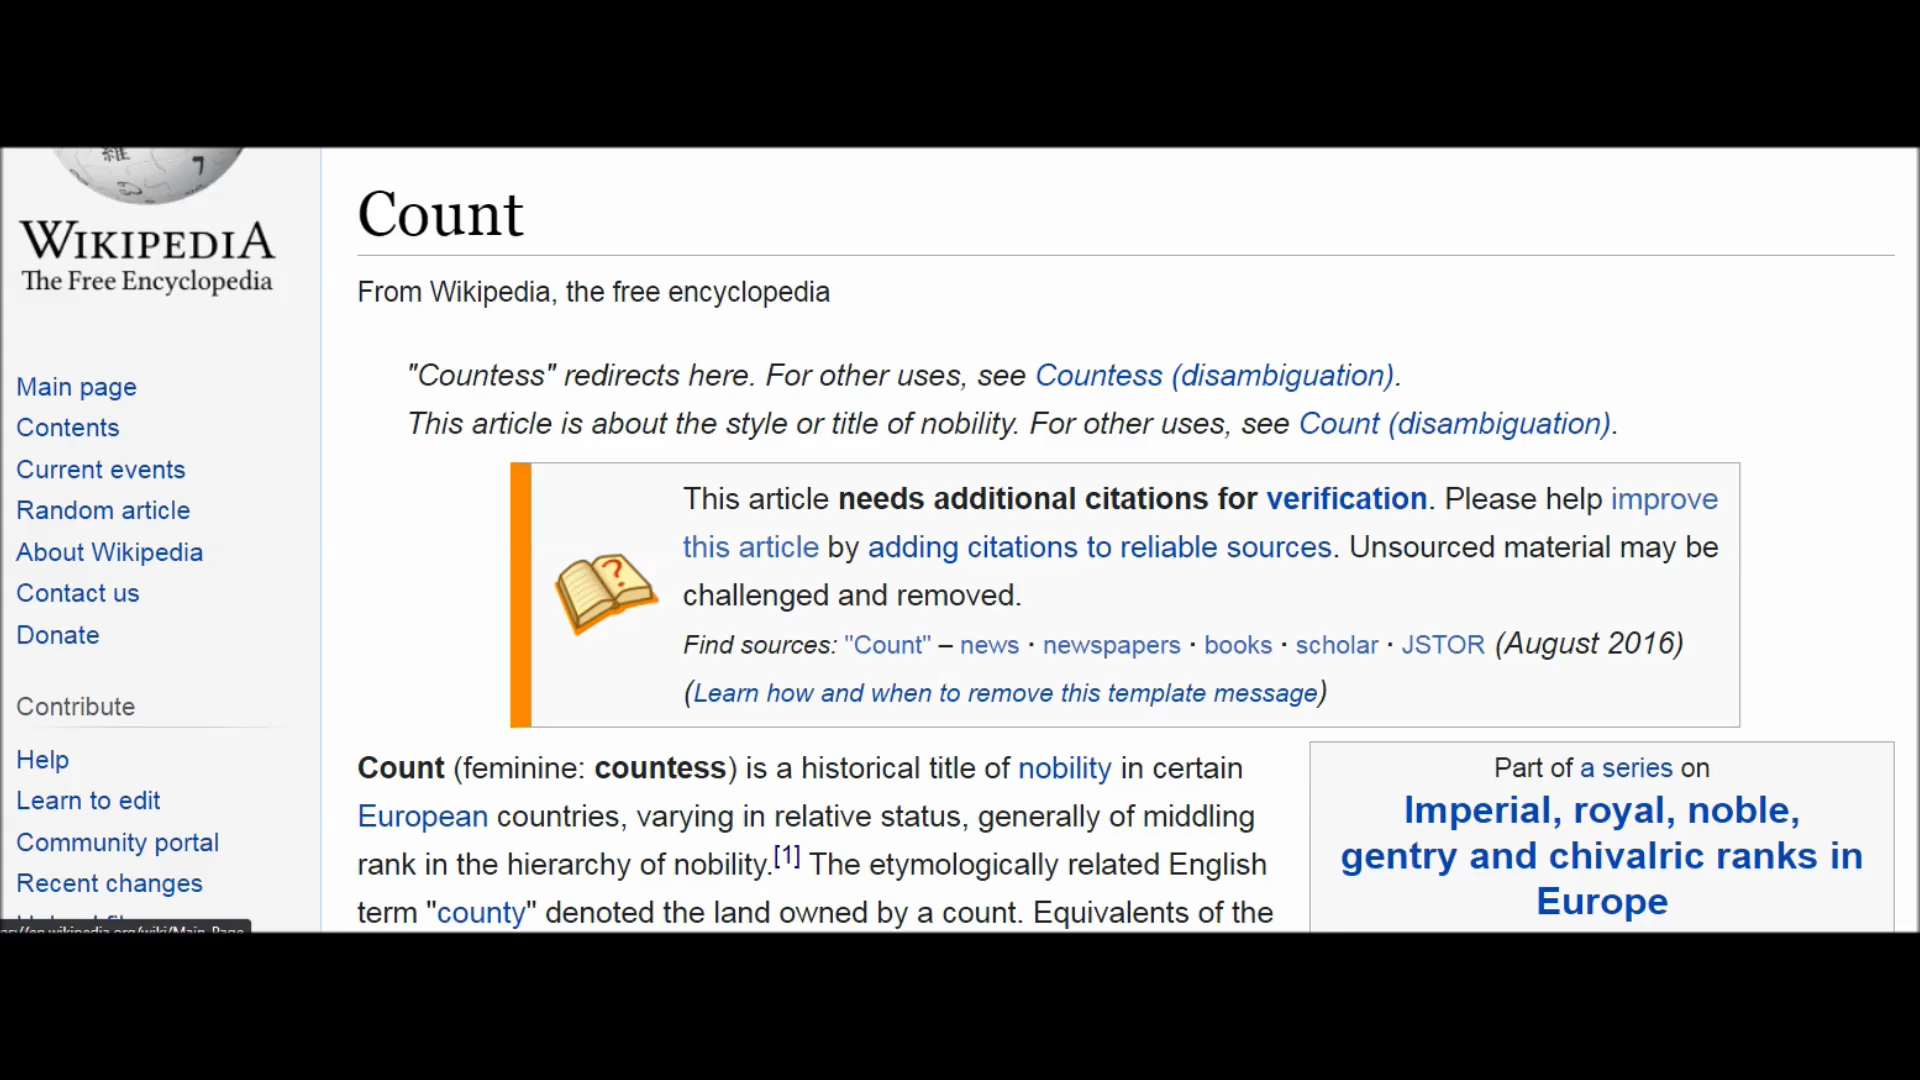 WIKIPEDIA
The Free Encyclopedia
Main page
Contents
Current events
Random article
About Wikipedia
Contact us
Donate
Contribute
Help
Learn to edit
Community portal
Recent changes
Count
From Wikipedia, the free encyclopedia
"Countess" redirects here. For other uses, see Countess (disambiguation).
This article is about the style or title of nobility. For other uses, see Count (disambiguation).
This article needs additional citations for verification. Please help improve
this article by adding citations to reliable sources. Unsourced material may be
challenged and removed.
Find sources: "Count" – news · newspapers · books · scholar · JSTOR (August 2016)
(Learn how and when to remove this template message)
Count (feminine: countess) is a historical title of nobility in certain
European countries, varying in relative status, generally of middling
rank in the hierarchy of nobility.[1] The etymologically related English
term "county" denoted the land owned by a count. Equivalents of the
Part of a series on
Imperial, royal, noble,
gentry and chivalric ranks in
Europe